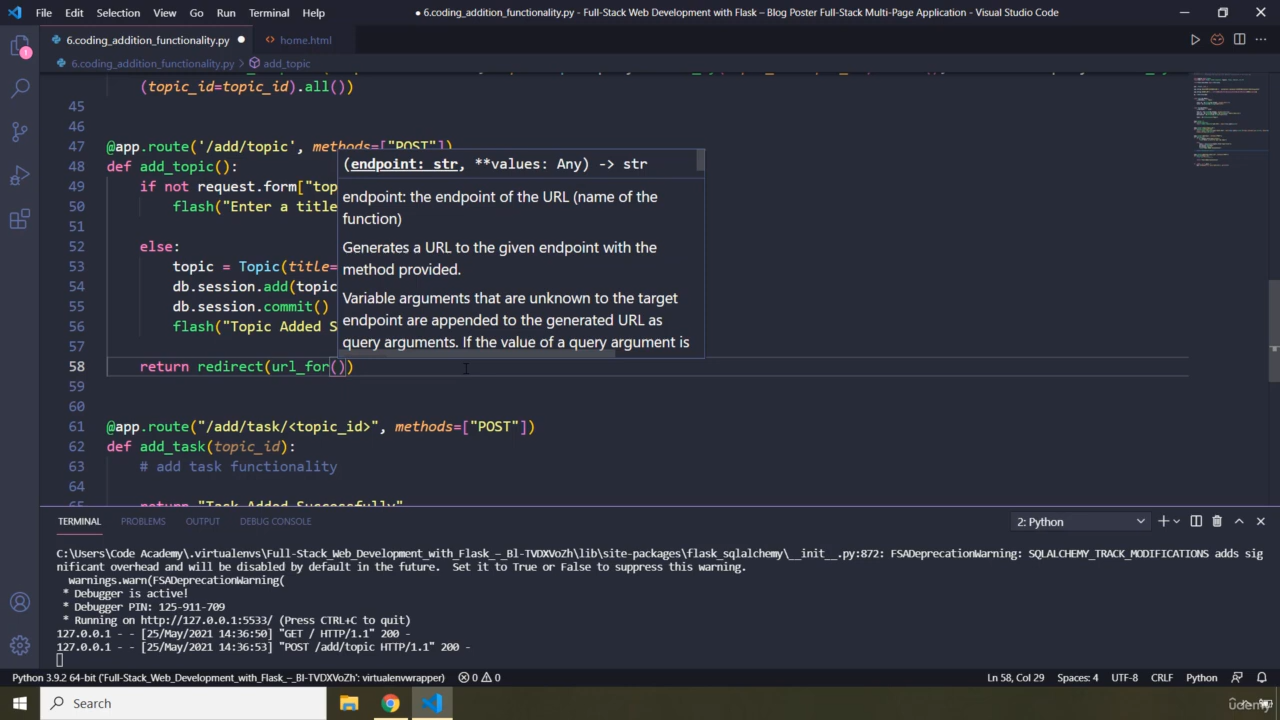 File Edit Selection View Go Run Terminal Help
● 6.coding_addition_functionality.py - Full-Stack Web Development with Flask – Blog Poster Full-Stack Multi-Page Application - Visual Studio Code
6.coding_addition_functionality.py ●
home.html
6.coding_addition_functionality.py > add_topic
1
(topic_id=topic_id).all())
45
46
47 @app.route('/add/topic', methods=["POST"])
48 def add_topic():
49 if not request.form["top
50 flash("Enter a title
51
52 else:
53 topic = Topic(title=
54 db.session.add(topic
55 db.session.commit()
56 flash("Topic Added S
57
58 return redirect(url_for())
(endpoint: str, **values: Any) -> str
endpoint: the endpoint of the URL (name of the
function)
Generates a URL to the given endpoint with the
method provided.
Variable arguments that are unknown to the target
endpoint are appended to the generated URL as
query arguments. If the value of a query argument is
59
60
61 @app.route("/add/task/<topic_id>", methods=["POST"])
62 def add_task(topic_id):
63 # add task functionality
64
65 return "Task Added Successfully"
TERMINAL PROBLEMS OUTPUT DEBUG CONSOLE
2: Python
C:\Users\Code Academy\.virtualenvs\Full-Stack_Web_Development_with_Flask_–_Bl-TVDXVoZh\lib\site-packages\flask_sqlalchemy\__init__.py:872: FSADeprecationWarning: SQLALCHEMY_TRACK_MODIFICATIONS adds sig
nificant overhead and will be disabled by default in the future. Set it to True or False to suppress this warning.
warnings.warn(FSADeprecationWarning(
* Debugger is active!
* Debugger PIN: 125-911-709
* Running on http://127.0.0.1:5533/ (Press CTRL+C to quit)
127.0.0.1 - - [25/May/2021 14:36:50] "GET / HTTP/1.1" 200 -
127.0.0.1 - - [25/May/2021 14:36:53] "POST /add/topic HTTP/1.1" 200 -
Python 3.9.2 64-bit ('Full-Stack_Web_Development_with_Flask_–_Bl-TVDXVoZh': virtualenvwrapper) 0 0
Ln 58, Col 29 Spaces: 4 UTF-8 CRLF Python
Search
udemy